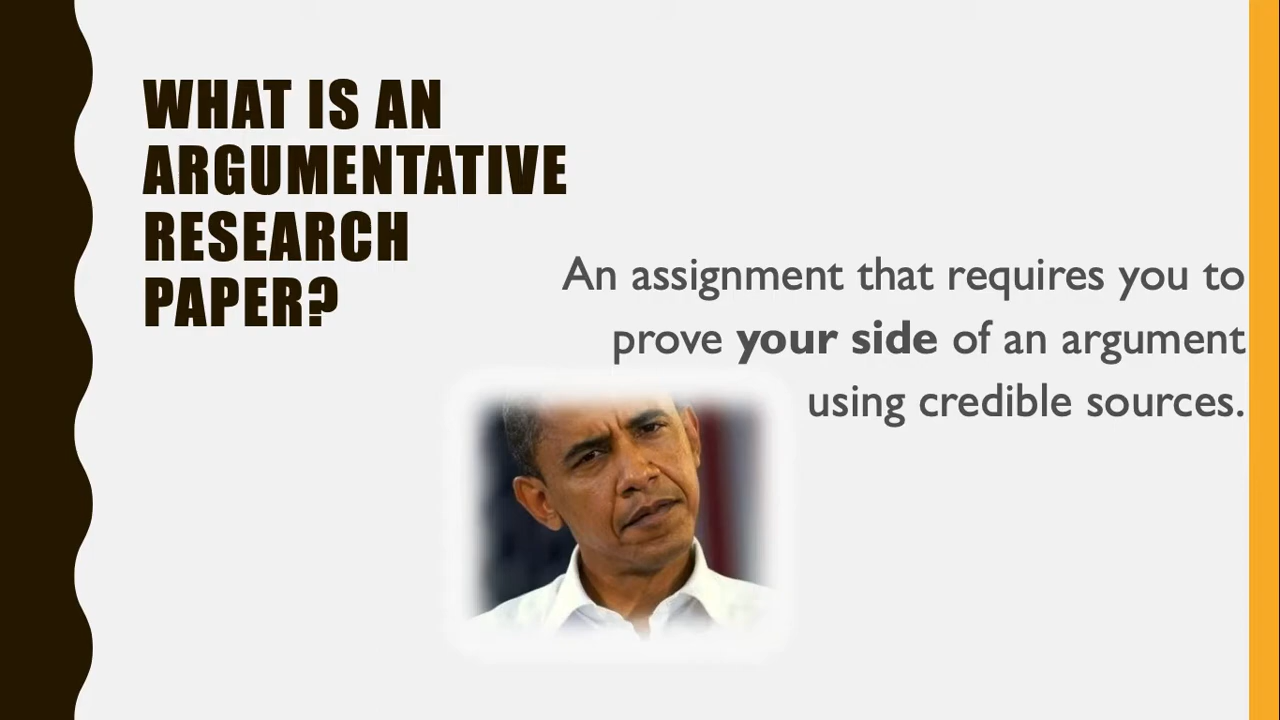 WHAT IS AN
ARGUMENTATIVE
RESEARCH
PAPER?
An assignment that requires you to
prove your side of an argument
using credible sources.